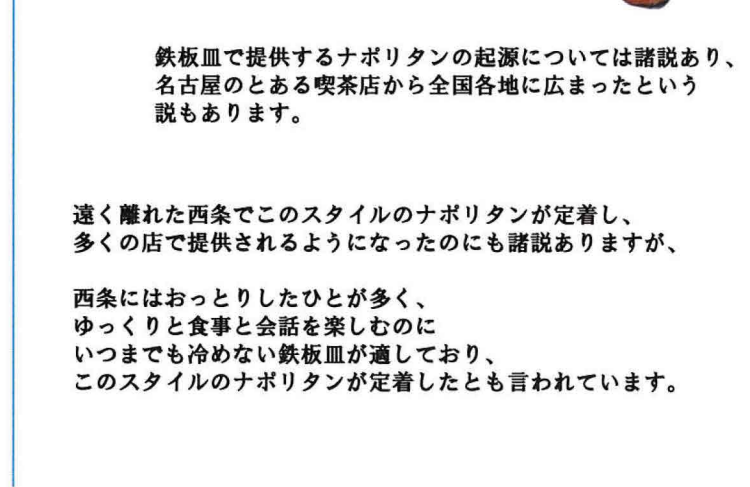 鉄板皿で提供するナポリタンの起源については諸説あり、
名古屋のとある喫茶店から全国各地に広まったという
説もあります。
遠く離れた西条でこのスタイルのナポリタンが定着し、
多くの店で提供されるようになったのにも諸説ありますが、
西条にはおっとりしたひとが多く、
ゆっくりと食事と会話を楽しむのに
いつまでも冷めない鉄板皿が適しており、
このスタイルのナポリタンが定着したとも言われています。